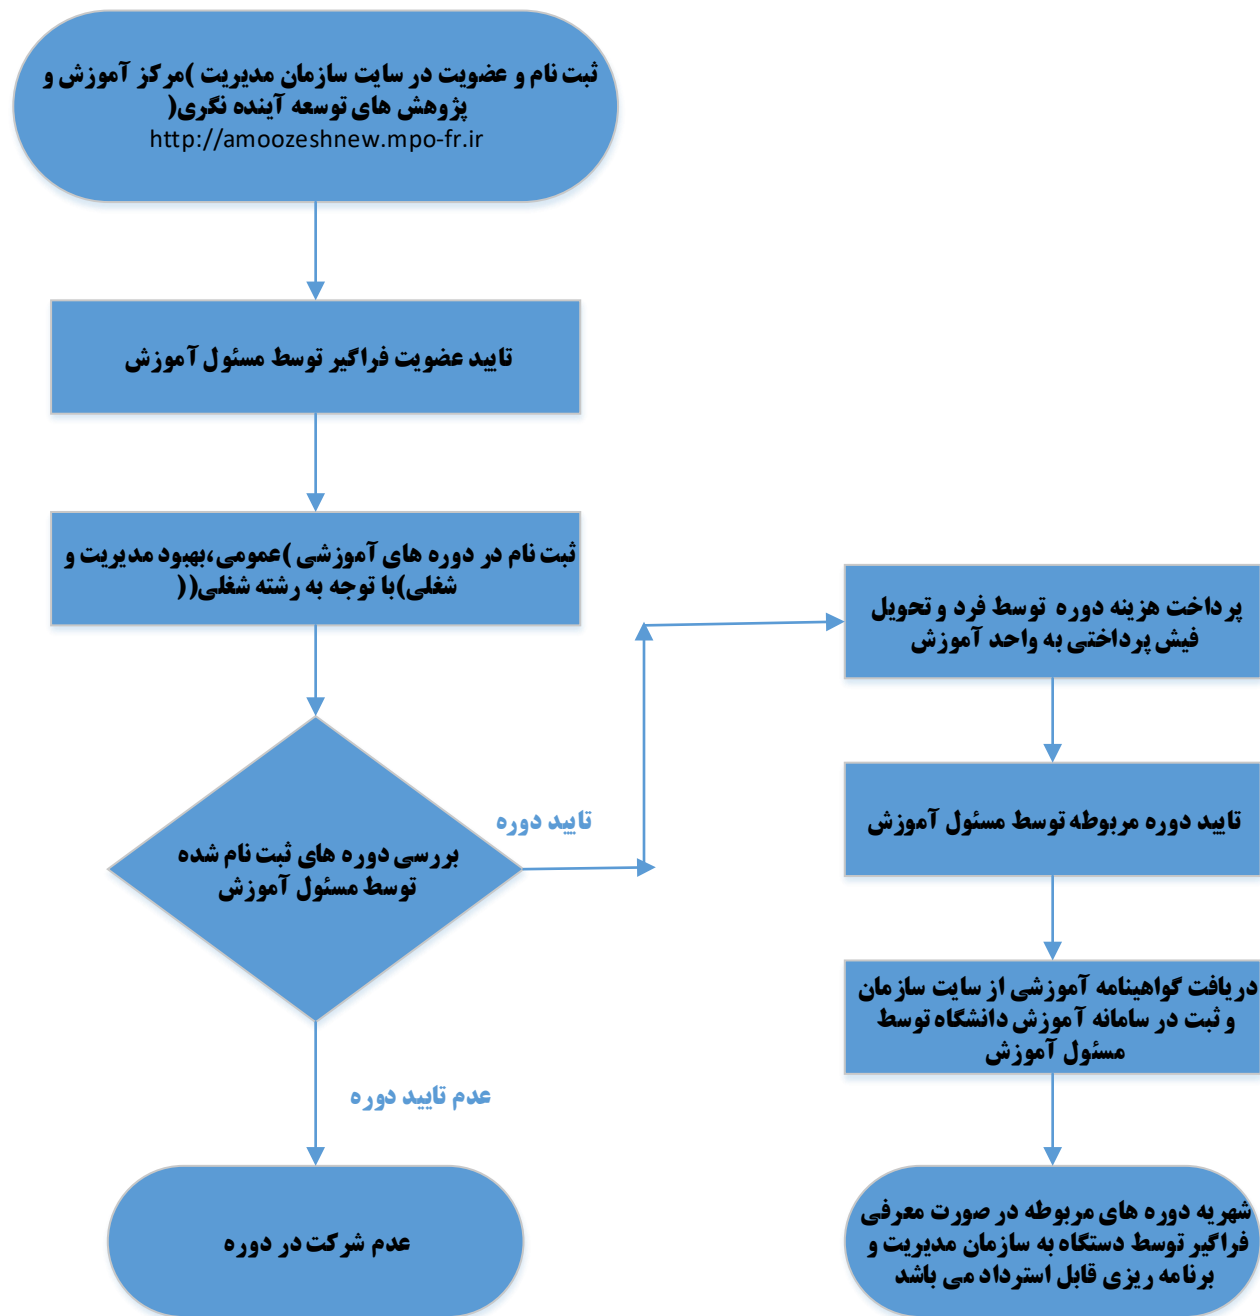 ثبت نام و عضویت در سایت سازمان مدیریت )مرکز آموزش و
پژوهش های توسعه آینده نگری(
http://amoozeshnew.mpo-fr.ir
تایید عضویت فراگیر توسط مسئول آموزش
ثبت نام در دوره های آموزشی )عمومی،بهبود مدیریت و
شغلی)با توجه به رشته شغلی((
بررسی دوره های ثبت نام شده
توسط مسئول آموزش
تایید دوره
عدم تایید دوره
عدم شرکت در دوره
پرداخت هزینه دوره توسط فرد و تحویل
فیش پرداختی به واحد آموزش
تایید دوره مربوطه توسط مسئول آموزش
دریافت گواهینامه آموزشی از سایت سازمان
و ثبت در سامانه آموزش دانشگاه توسط
مسئول آموزش
شهریه دوره های مربوطه در صورت معرفی
فراگیر توسط دستگاه به سازمان مدیریت و
برنامه ریزی قابل استرداد می باشد